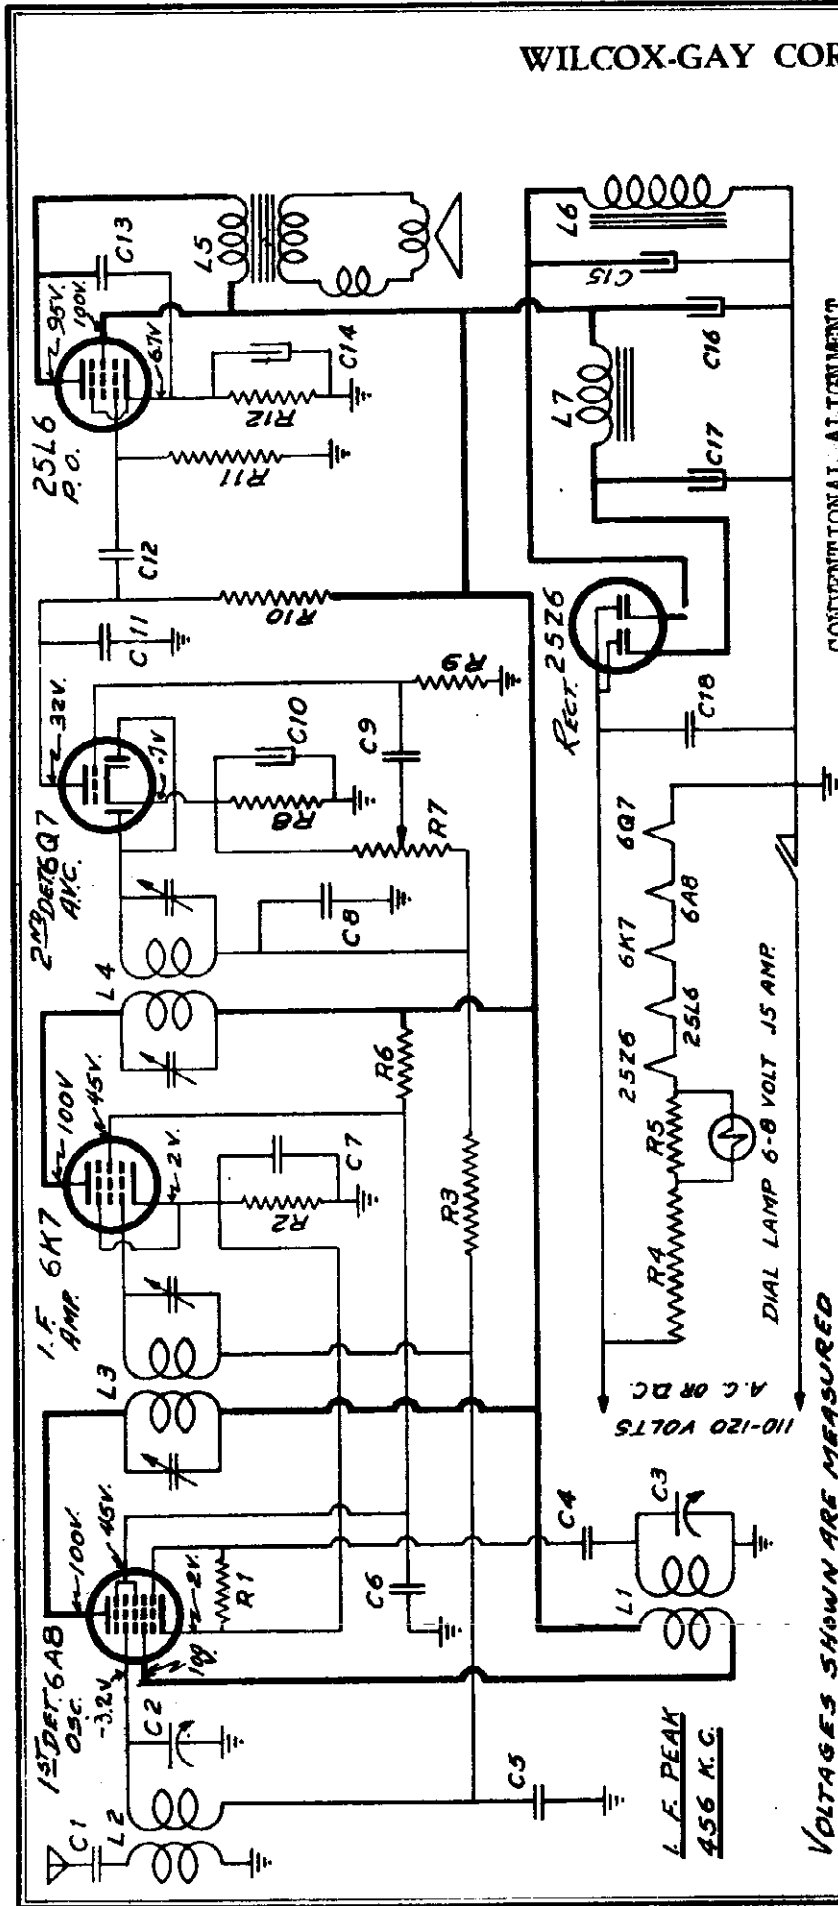 WILCOX-GAY COR
1ST DET. 6A8
OSC.
I.F. 6K7
AMP.
2ND DET. 6Q7
A.V.C.
25L6
P.O.
100V.
45V.
-3.2V
2V.
100
V.
100V
45V.
2V.
32V.
.7V
95V.
100V.
6.7V
C1
L2
C2
R1
L3
R2
C7
L4
C8
R8
C10
R7
C9
R9
C11
R10
C12
R11
R12
C14
C13
L5
C5
C6
R3
R6
L1
C4
C3
I.F. PEAK
456 K.C.
110-120 VOLTS
A.C. OR D.C.
R4
R5
25Z6
25L6
6K7
6A8
6Q7
DIAL LAMP 6-8 VOLT .15 AMP.
RECT. 25Z6
C18
L7
C17
C16
C15
L6
VOLTAGES SHOWN ARE MEASURED
CONVENTIONAL ALIGNMENT